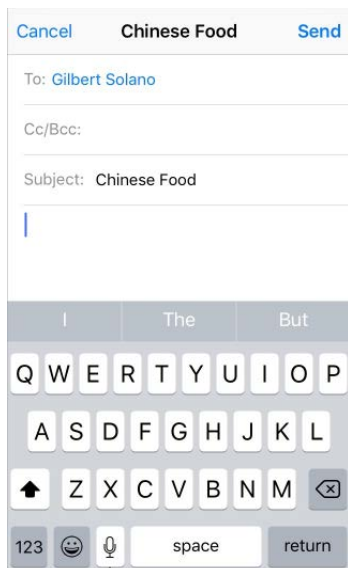 Cancel Chinese Food Send
To: Gilbert Solano
Cc/Bcc:
Subject: Chinese Food
I The But
Q W E R T Y U I O P
A S D F G H J K L
Z X C V B N M
123 space return